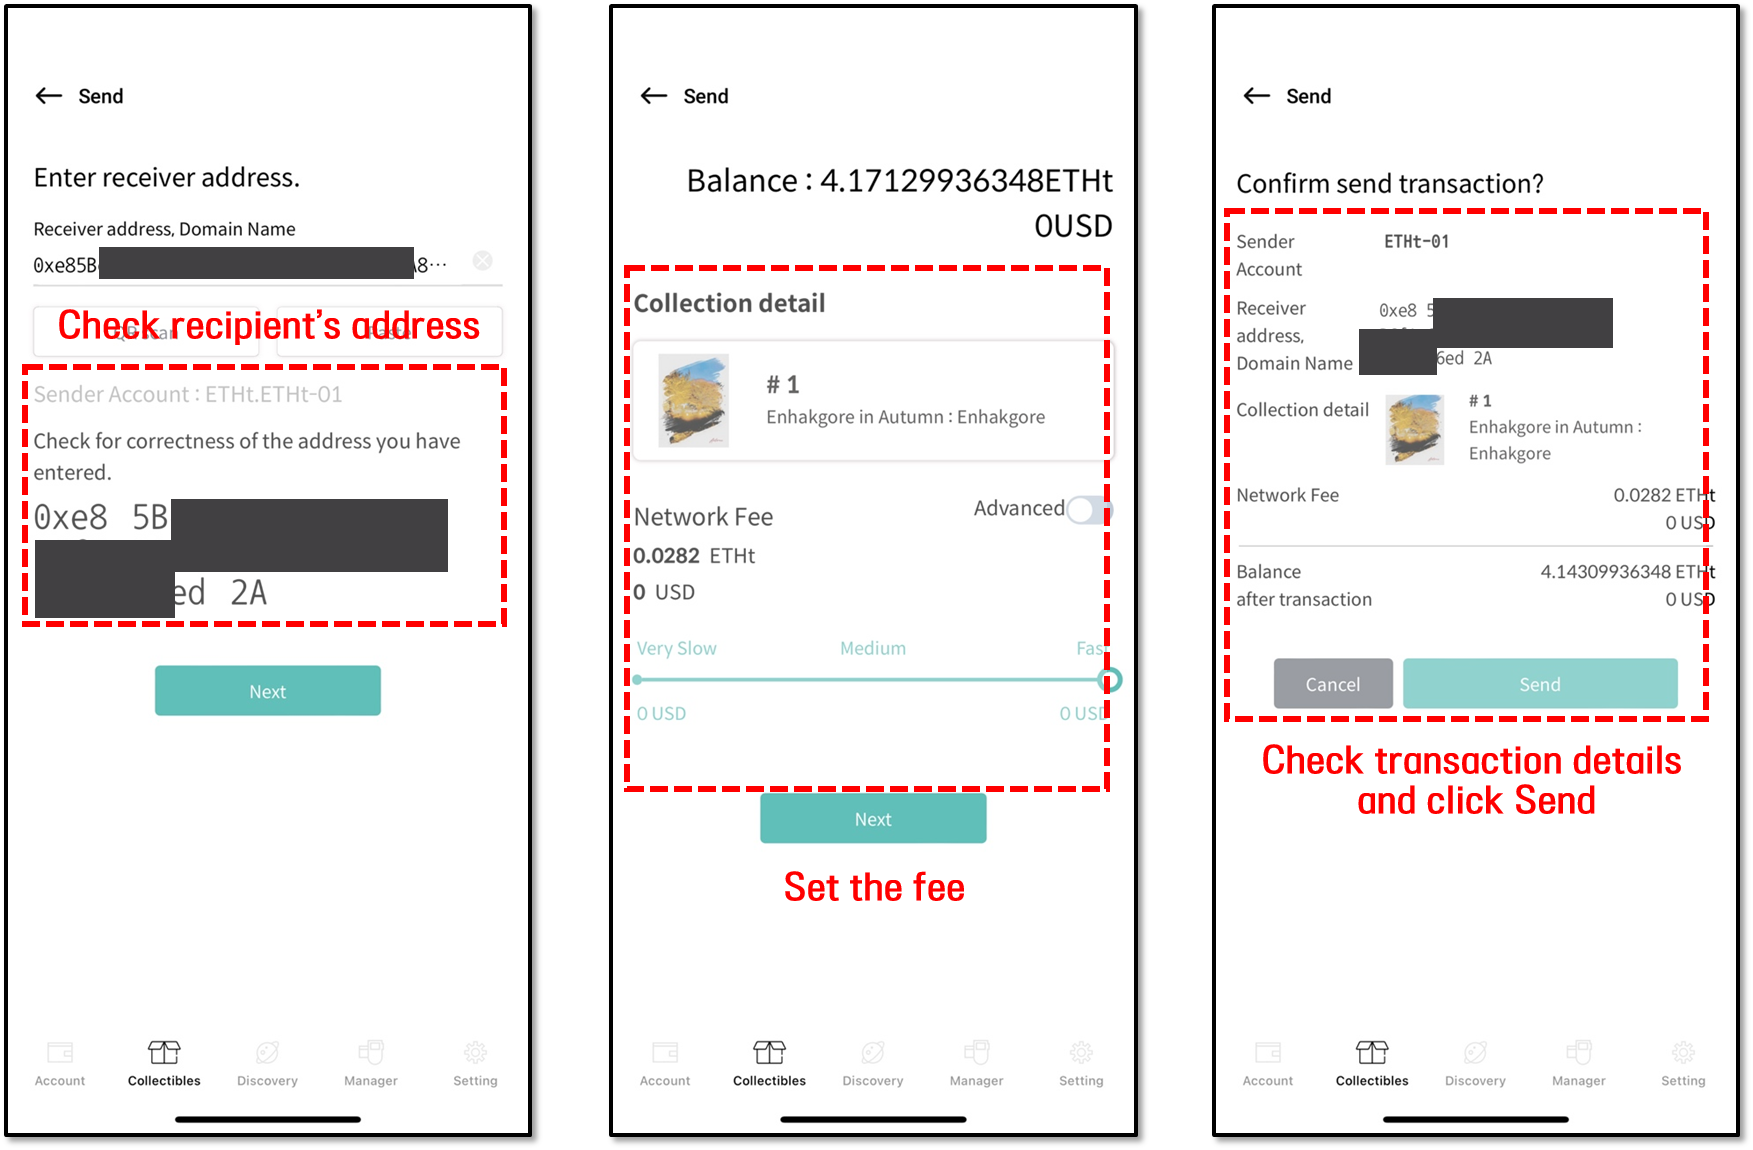 Send
Enter receiver address.
Receiver address, Domain Name
0xe85B
A8···
Check recipient's address
Sender Account : ETHt.ETHt-01
Check for correctness of the address you have
entered.
0xe8 5B
ed 2A
Next
Account Collectibles Discovery Manager Setting
Send
Balance : 4.17129936348ETHt
0USD
Collection detail
# 1
Enhakgore in Autumn : Enhakgore
Network Fee
Advanced
0.0282 ETHt
0 USD
Very Slow Medium Fast
0 USD 0 USD
Next
Set the fee
Account Collectibles Discovery Manager Setting
Send
Confirm send transaction?
Sender
Account
ETHt-01
Receiver
address,
Domain Name
0xe8 5
6ed 2A
Collection detail
# 1
Enhakgore in Autumn :
Enhakgore
Network Fee 0.0282 ETHt
0 USD
Balance
after transaction
4.14309936348 ETHt
0 USD
Cancel Send
Check transaction details
and click Send
Account Collectibles Discovery Manager Setting